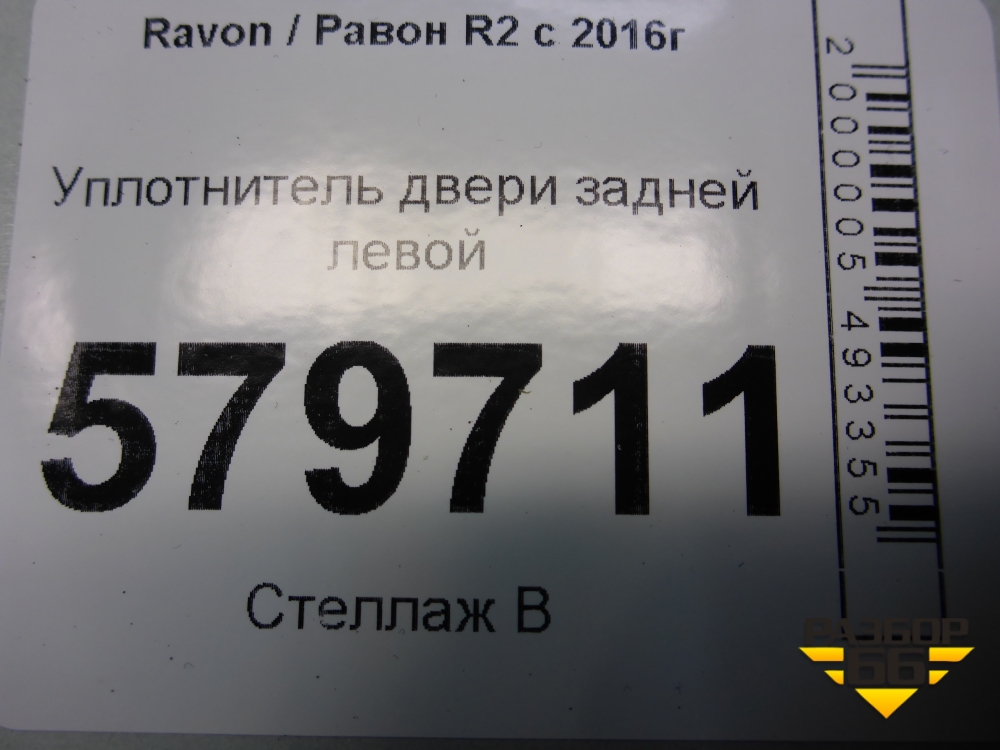 Ravon / Равон R2 с 2016г
Уплотнитель двери задней
левой
579711
Стеллаж В
2000005493355
РАЗБОР
66